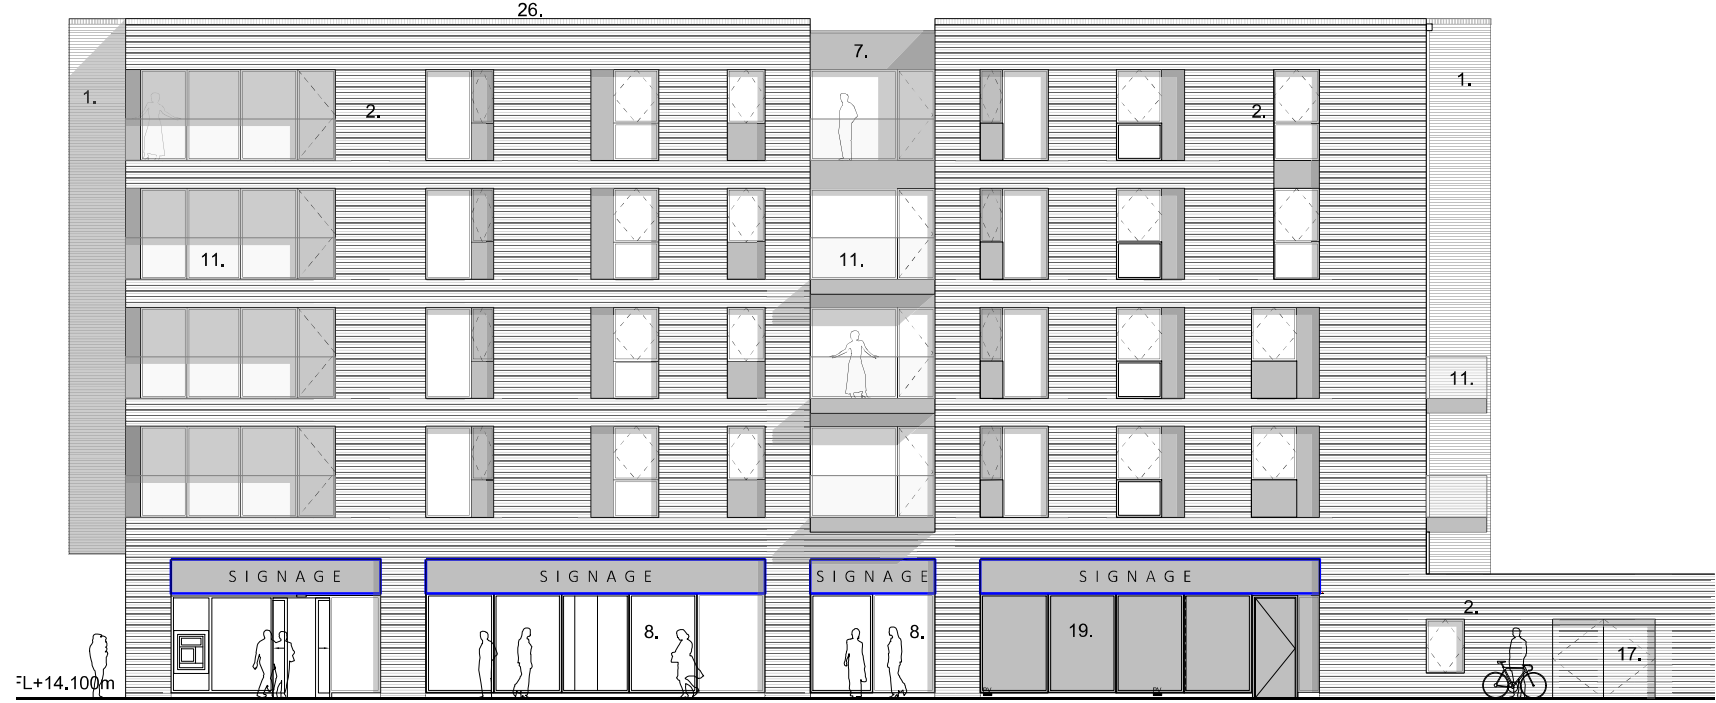 26.
7.
1.
1.
2.
2.
11.
11.
11.
SIGNAGE
SIGNAGE
SIGNAGE
SIGNAGE
2.
8.
8.
19.
17.
FL+14.100m